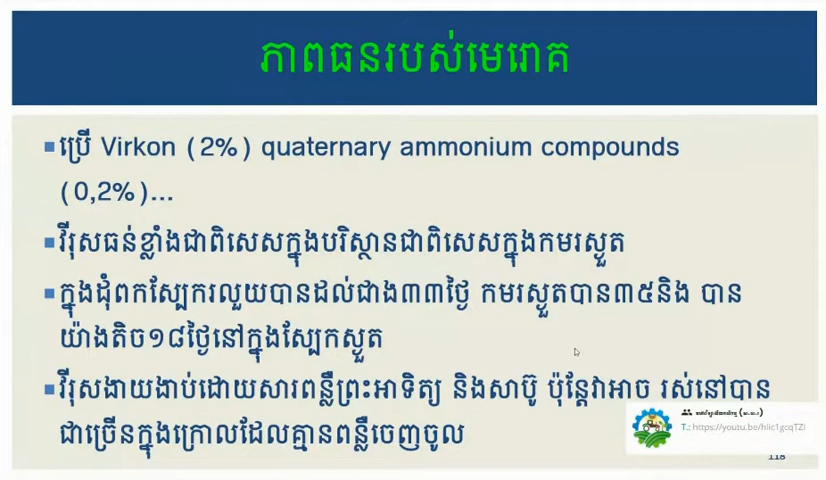 ភាពធនរបស់មេរោគ
ប្រើ Virkon (2%) quaternary ammonium compounds
(0,2%)...
វីរុសធន់ខ្លាំងជាពិសេសក្នុងបរិស្ថានជាពិសេសក្នុងកមរស្ងួត
ក្នុងដុំពកស្បែករលួយបានដល់ជាង៣៣ថ្ងៃ កមរស្ងួតបាន៣៥និង បាន
យ៉ាងតិច១៨ថ្ងៃនៅក្នុងស្បែកស្ងួត
វីរុសងាយងាប់ដោយសារពន្លឺព្រះអាទិត្យ និងសាប៊ូ ប៉ុន្តែវាអាច រស់នៅបាន
ជាច្រើនក្នុងក្រោលដែលគ្មានពន្លឺចេញចូល
T.: https://youtu.be/hlic1gcqTZI
118